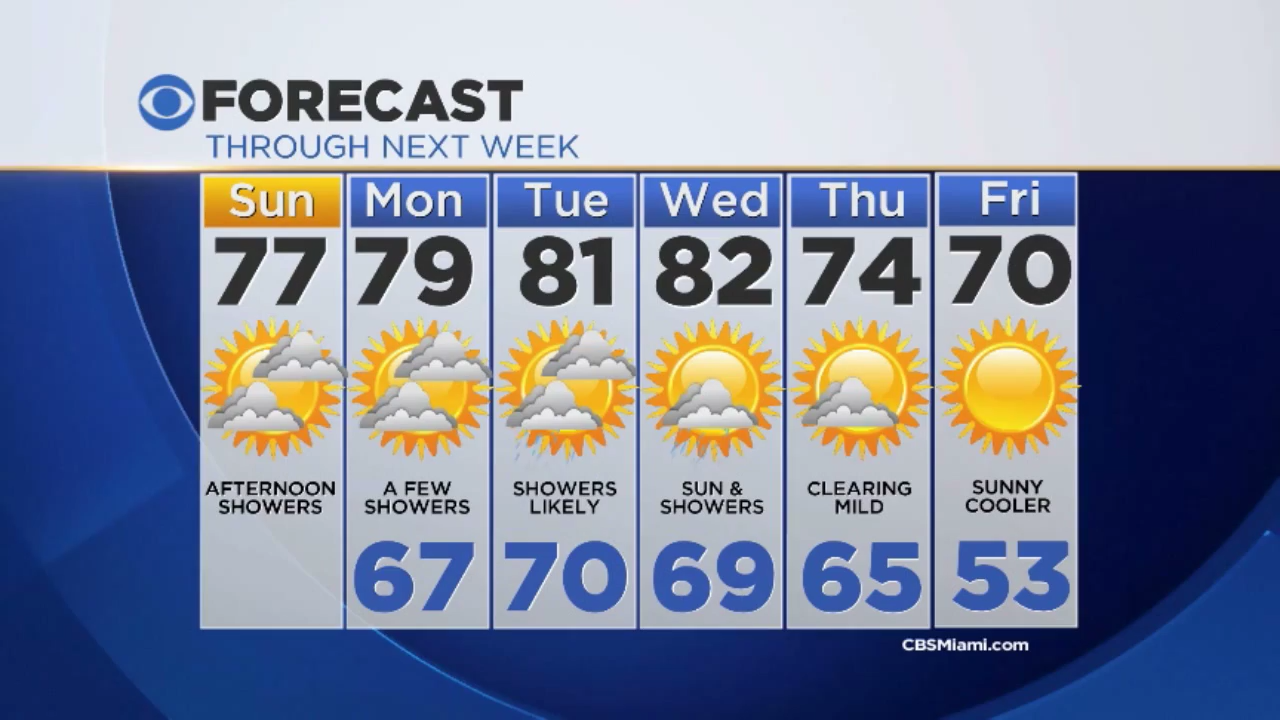 FORECAST
THROUGH NEXT WEEK
Sun Mon Tue Wed Thu Fri
77 79 81 82 74 70
AFTERNOON SHOWERS
A FEW SHOWERS
SHOWERS LIKELY
SUN & SHOWERS
CLEARING MILD
SUNNY COOLER
67 70 69 65 53
CBSMiami.com